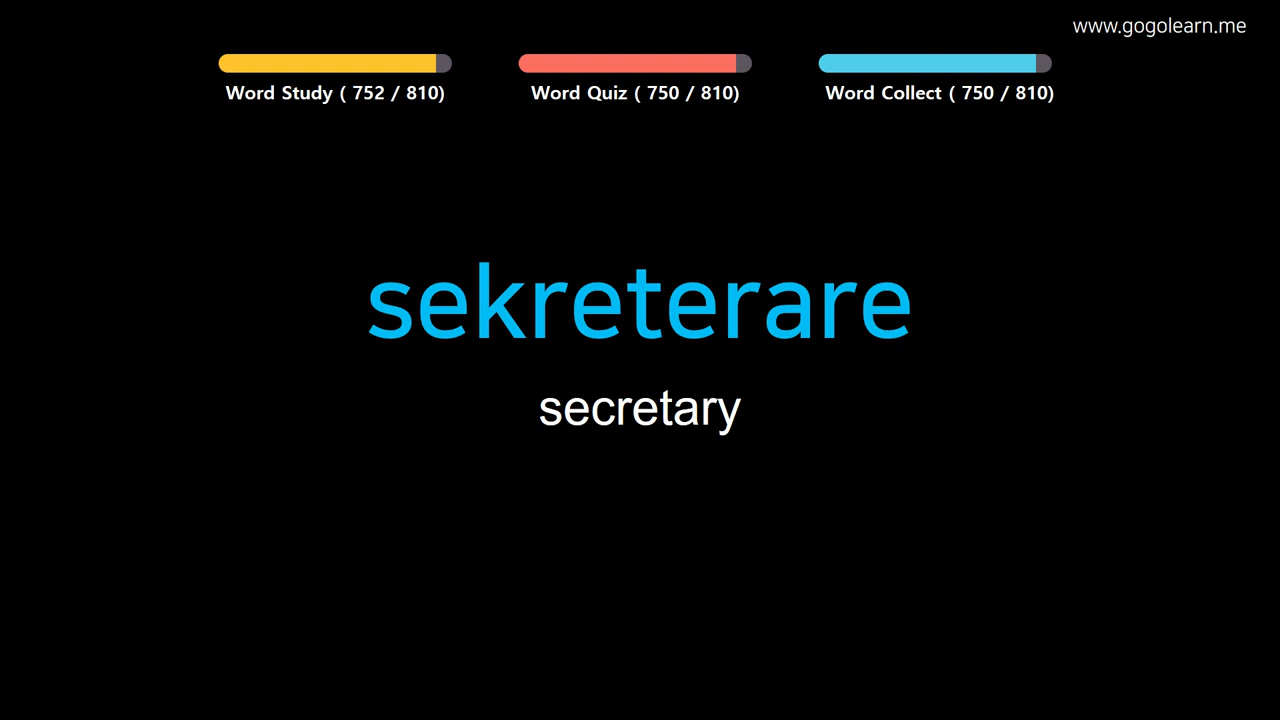 www.gogolearn.me
Word Study ( 752 / 810)
Word Quiz ( 750 / 810)
Word Collect ( 750 / 810)
sekreterare
secretary